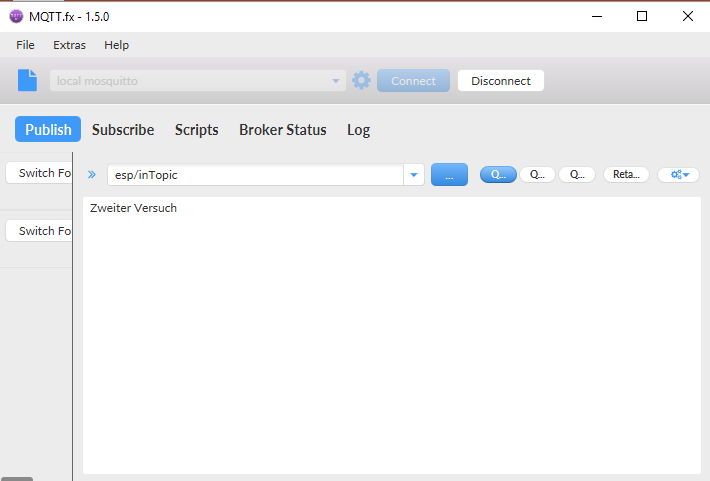 MQTT.fx - 1.5.0
File Extras Help
local mosquitto Connect Disconnect
Publish Subscribe Scripts Broker Status Log
Switch Fo esp/inTopic ... Q... Q... Q... Reta...
Zweiter Versuch
Switch Fo